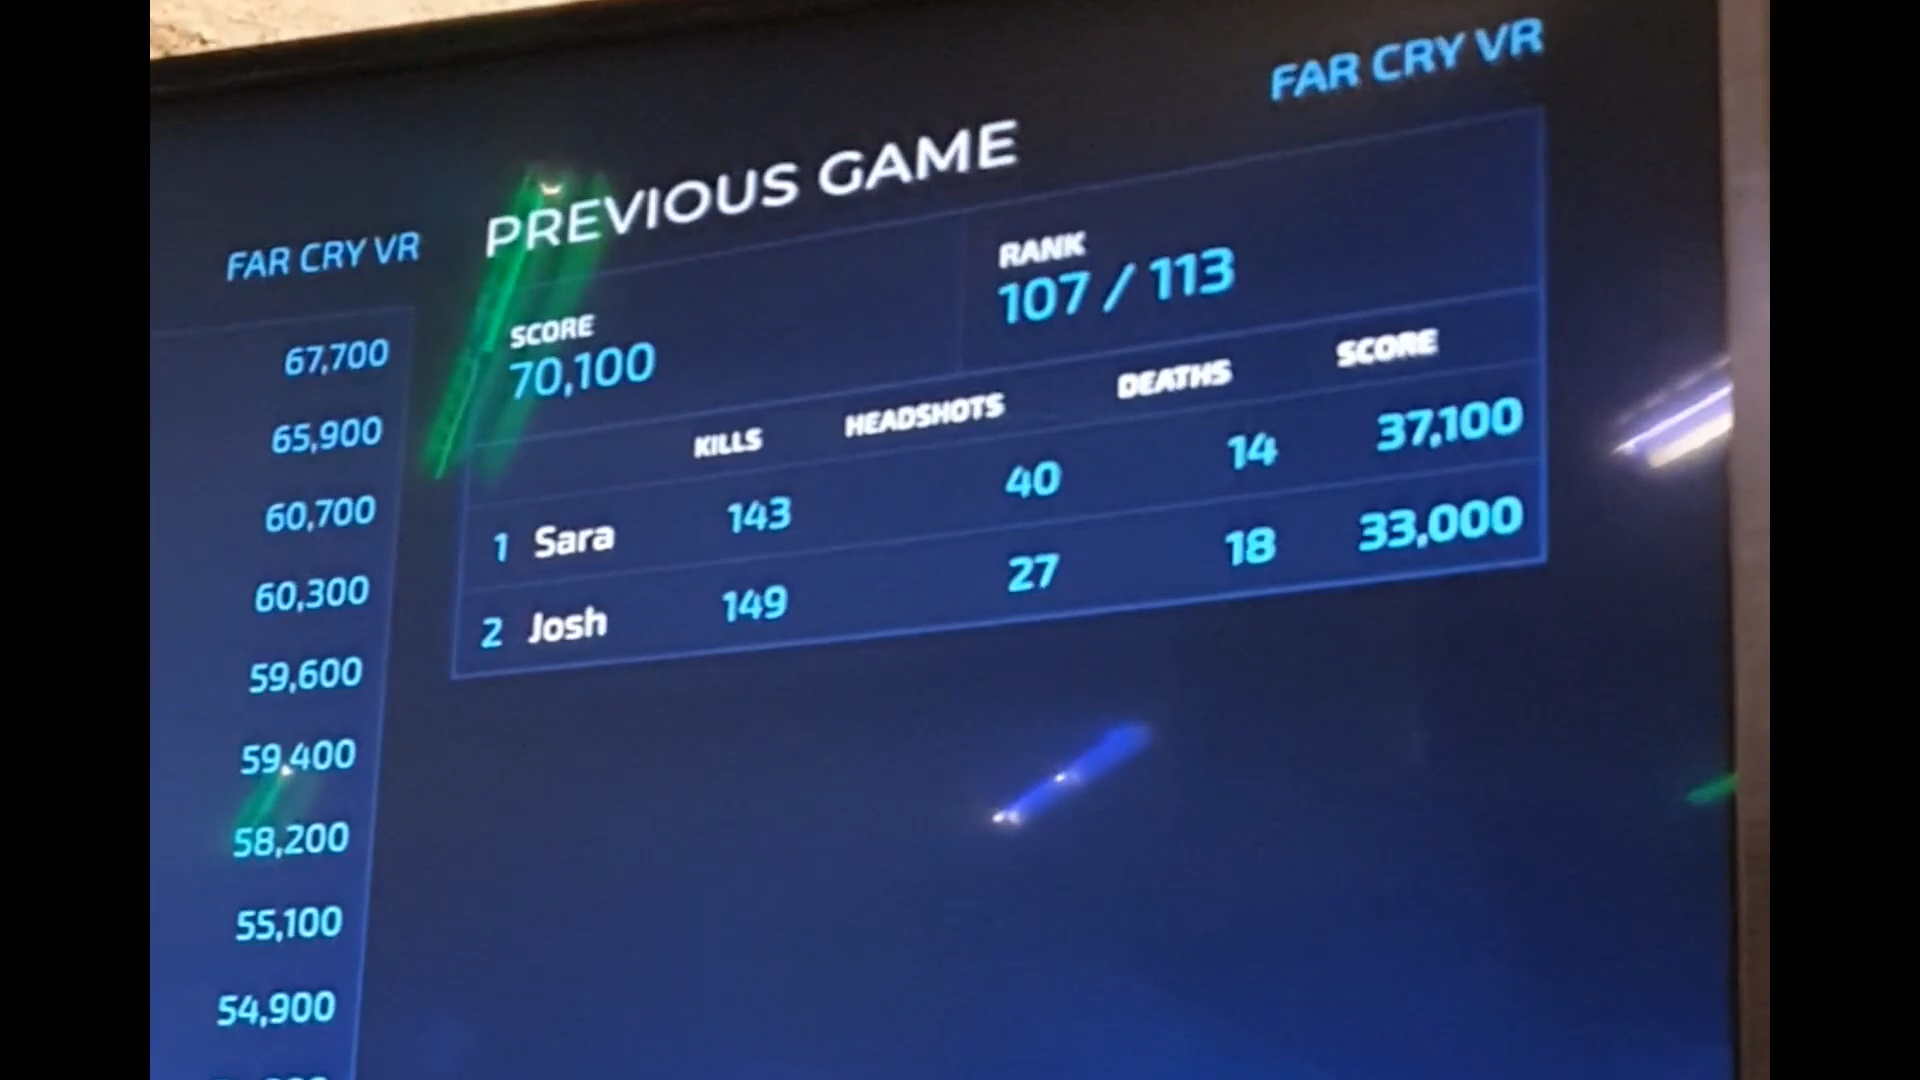 FAR CRY VR
67,700
65,900
60,700
60,300
59,600
59,400
58,200
55,100
54,900
FAR CRY VR
PREVIOUS GAME
SCORE
70,100
RANK
107 / 113
KILLS HEADSHOTS DEATHS SCORE
1 Sara 143 40 14 37,100
2 Josh 149 27 18 33,000